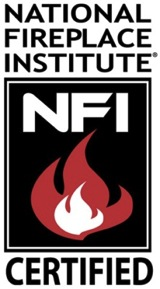 NATIONAL
FIREPLACE
INSTITUTE®
NFI
CERTIFIED